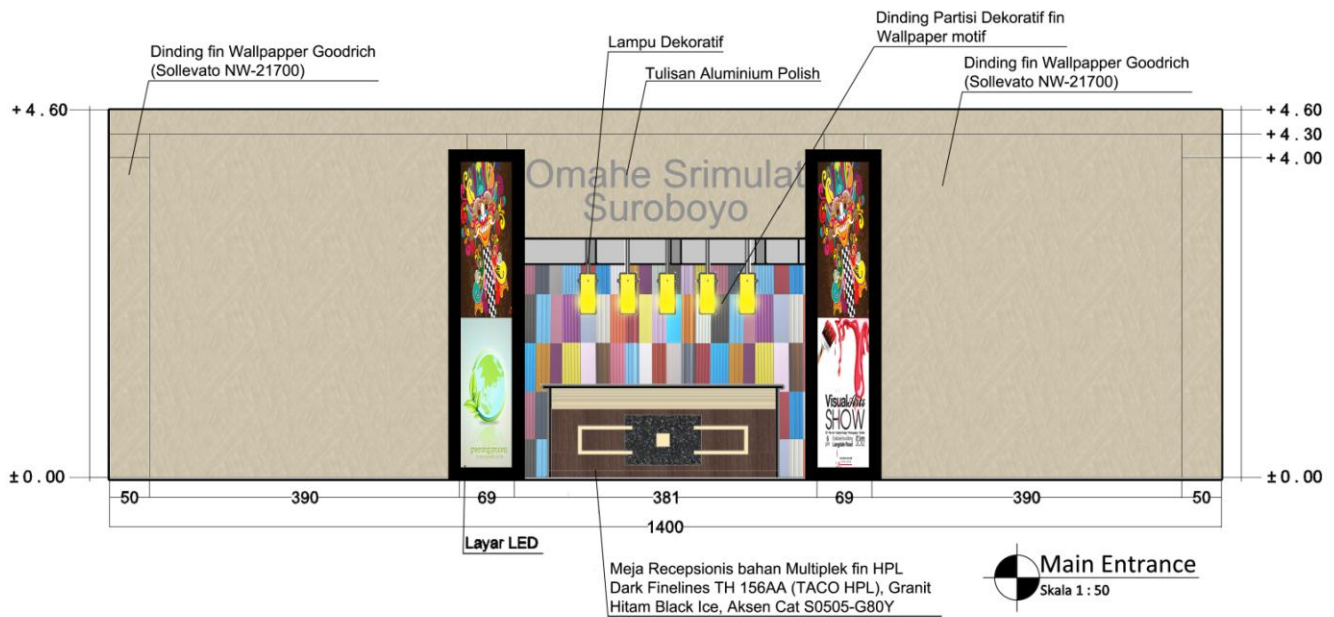 Dinding Partisi Dekoratif fin
Wallpaper motif
Dinding fin Wallpapper Goodrich
(Sollevato NW-21700)
Lampu Dekoratif
Tulisan Aluminium Polish
Dinding fin Wallpapper Goodrich
(Sollevato NW-21700)
+4.60
+4.60
+4.30
+4.00
Omahe Srimulat
Suroboyo
Visual Arts
SHOW
±0.00
±0.00
50
390
69
381
69
390
50
1400
Layar LED
Meja Recepsionis bahan Multiplek fin HPL
Dark Finelines TH 156AA (TACO HPL), Granit
Hitam Black Ice, Aksen Cat S0505-G80Y
Main Entrance
Skala 1 : 50